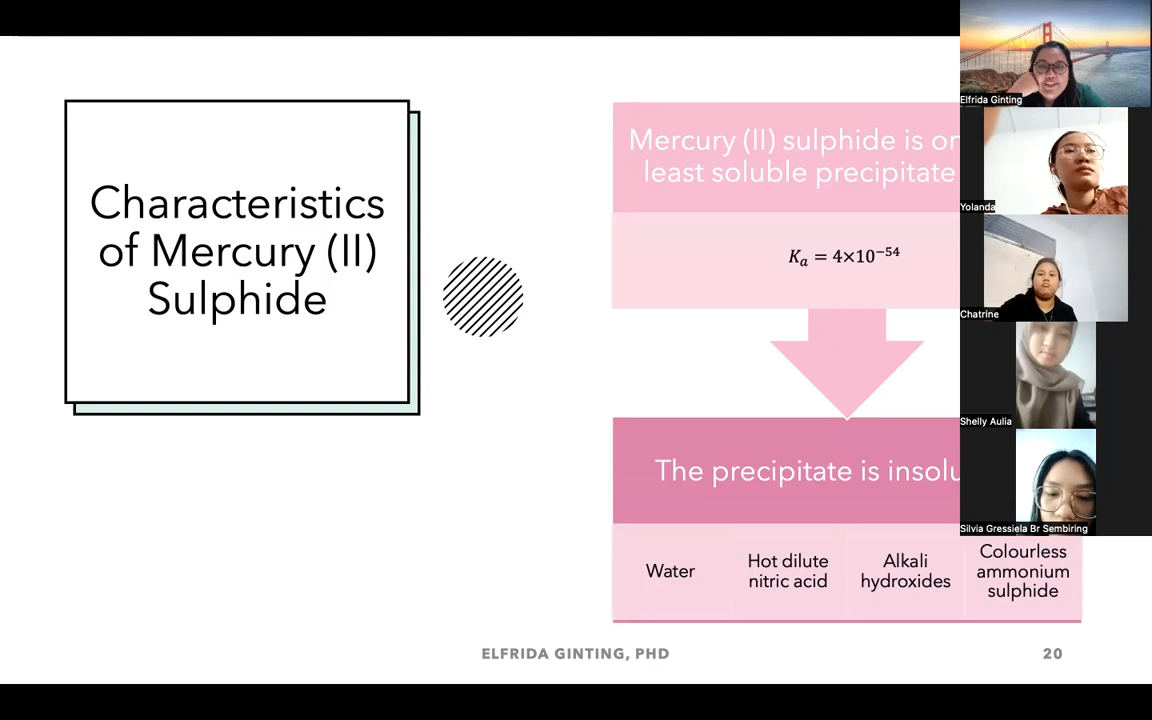 Characteristics
of Mercury (II)
Sulphide
Mercury (II) sulphide is
least soluble precipitate
Kₐ = 4×10⁻⁵⁴
The precipitate is
Water
Hot dilute
nitric acid
Alkali
hydroxides
Colourless
ammonium
sulphide
ELFRIDA GINTING, PHD
20
Elfrida Ginting
Yolanda
Chatrine
Shelly Aulia
Silvia Gressiela Br Sembiring